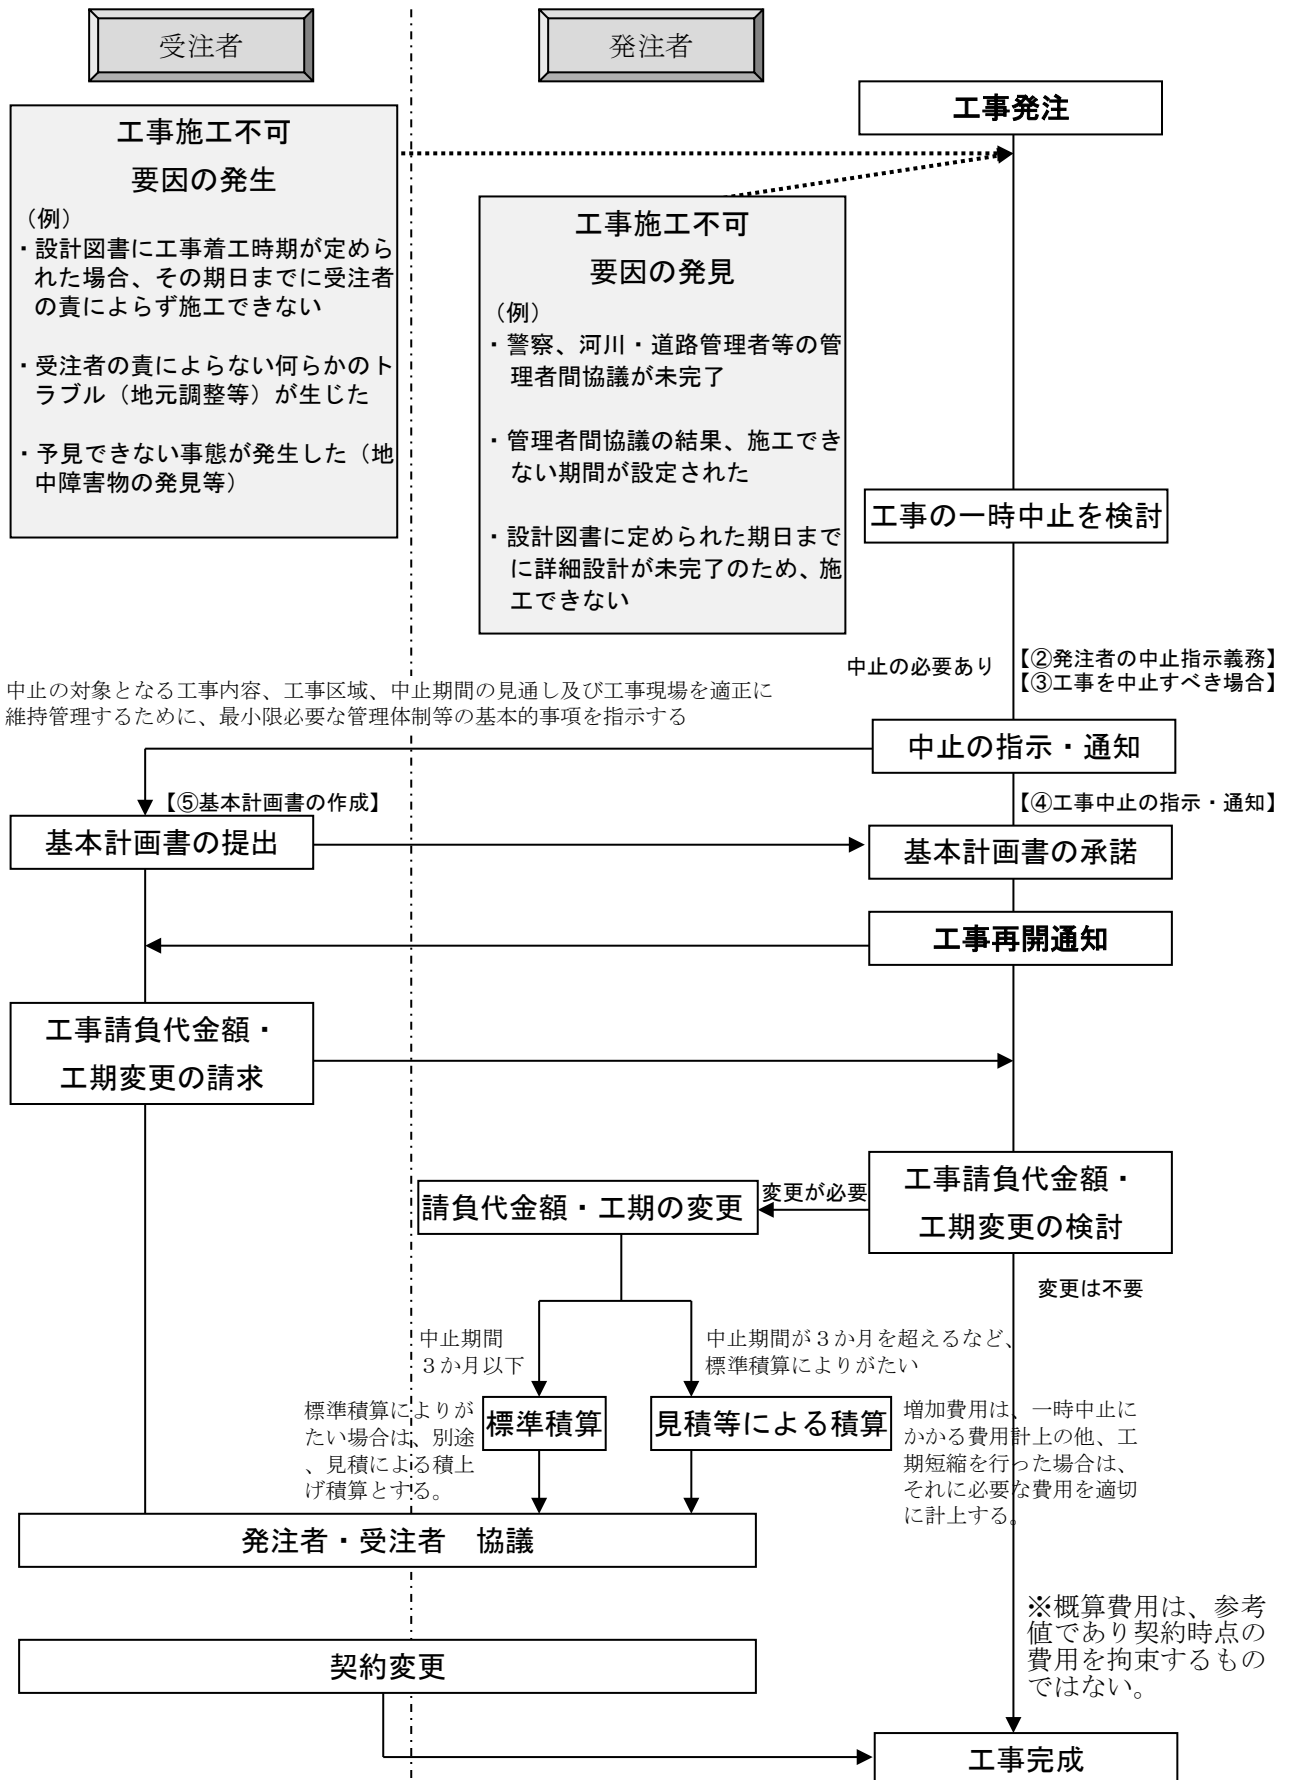 受注者
発注者
工事発注
工事施工不可
要因の発生
（例）
・設計図書に工事着工時期が定めら
れた場合、その期日までに受注者
の責によらず施工できない
・受注者の責によらない何らかのト
ラブル（地元調整等）が生じた
・予見できない事態が発生した（地
中障害物の発見等）
工事施工不可
要因の発見
（例）
・警察、河川・道路管理者等の管
理者間協議が未完了
・管理者間協議の結果、施工でき
ない期間が設定された
・設計図書に定められた期日まで
に詳細設計が未完了のため、施
工できない
工事の一時中止を検討
中止の必要あり
【②発注者の中止指示義務】
【③工事を中止すべき場合】
中止の対象となる工事内容、工事区域、中止期間の見通し及び工事現場を適正に
維持管理するために、最小限必要な管理体制等の基本的事項を指示する
中止の指示・通知
【⑤基本計画書の作成】
【④工事中止の指示・通知】
基本計画書の提出
基本計画書の承諾
工事再開通知
工事請負代金額・
工期変更の請求
工事請負代金額・
工期変更の検討
変更が必要
請負代金額・工期の変更
変更は不要
中止期間
３か月以下
中止期間が３か月を超えるなど、
標準積算によりがたい
標準積算によりが
たい場合は、別途
、見積による積上
げ積算とする。
標準積算
見積等による積算
増加費用は、一時中止に
かかる費用計上の他、工
期短縮を行った場合は、
それに必要な費用を適切
に計上する。
発注者・受注者　協議
※概算費用は、参考
値であり契約時点の
費用を拘束するもの
ではない。
契約変更
工事完成